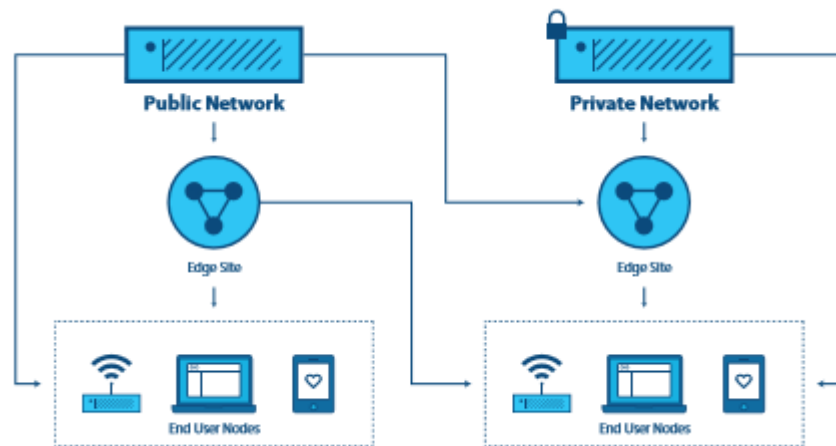 Public Network
Private Network
Edge Site
Edge Site
End User Nodes
End User Nodes